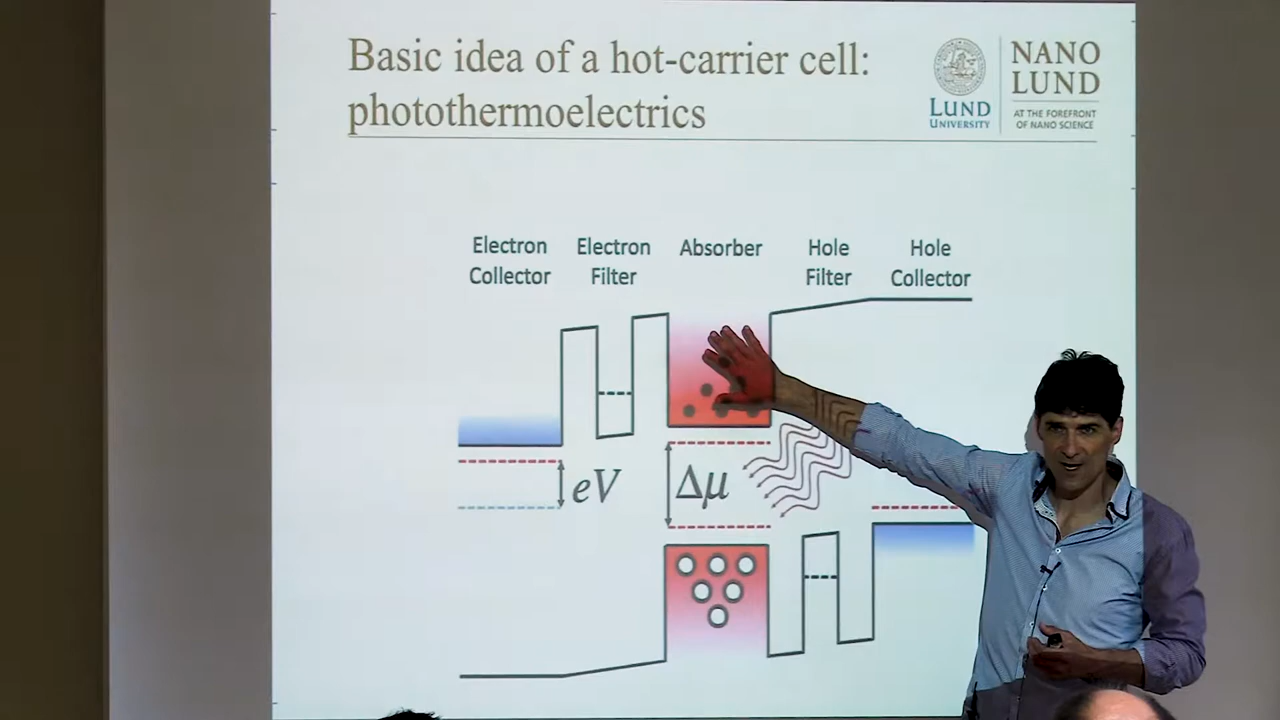 Basic idea of a hot-carrier cell:
photothermoelectrics
LUND
UNIVERSITY
NANO
LUND
AT THE FOREFRONT
OF NANO SCIENCE
Electron
Collector
Electron
Filter
Absorber
Hole
Filter
Hole
Collector
eV
Δμ